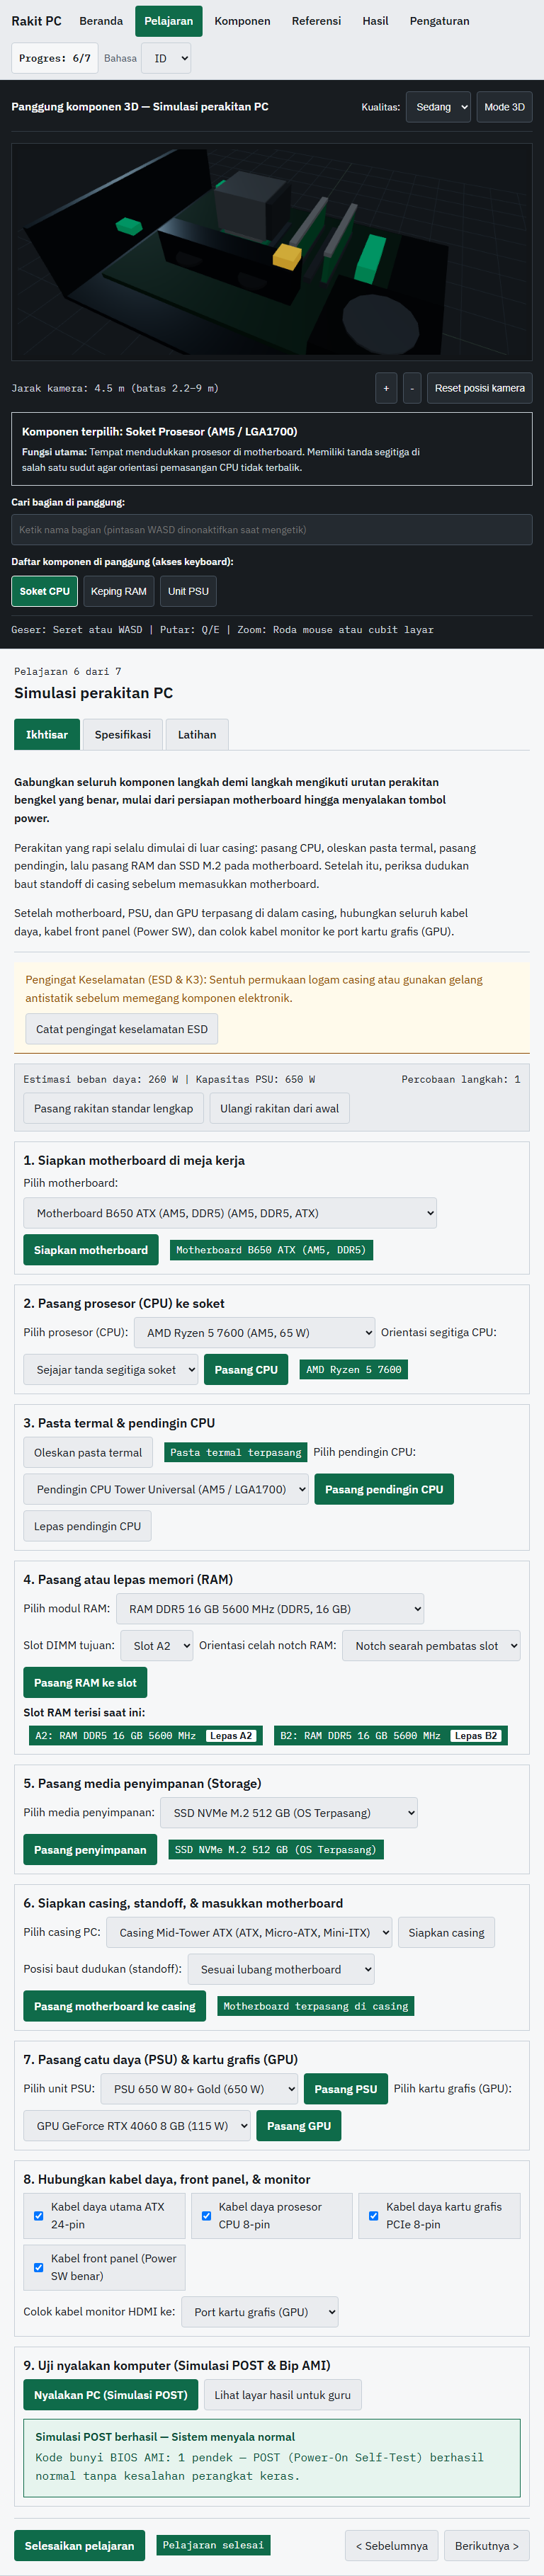 Rakit PC
Beranda
Pelajaran
Komponen
Referensi
Hasil
Pengaturan
Progres: 6/7
Bahasa
ID
Panggung komponen 3D — Simulasi perakitan PC
Kualitas:
Sedang
Mode 3D
Jarak kamera: 4.5 m (batas 2.2–9 m)
+
-
Reset posisi kamera
Komponen terpilih: Soket Prosesor (AM5 / LGA1700)
Fungsi utama: Tempat mendudukkan prosesor di motherboard. Memiliki tanda segitiga di
salah satu sudut agar orientasi pemasangan CPU tidak terbalik.
Cari bagian di panggung:
Ketik nama bagian (pintasan WASD dinonaktifkan saat mengetik)
Daftar komponen di panggung (akses keyboard):
Soket CPU
Keping RAM
Unit PSU
Geser: Seret atau WASD | Putar: Q/E | Zoom: Roda mouse atau cubit layar
Pelajaran 6 dari 7
Simulasi perakitan PC
Ikhtisar
Spesifikasi
Latihan
Gabungkan seluruh komponen langkah demi langkah mengikuti urutan perakitan
bengkel yang benar, mulai dari persiapan motherboard hingga menyalakan tombol
power.
Perakitan yang rapi selalu dimulai di luar casing: pasang CPU, oleskan pasta termal, pasang
pendingin, lalu pasang RAM dan SSD M.2 pada motherboard. Setelah itu, periksa dudukan
baut standoff di casing sebelum memasukkan motherboard.
Setelah motherboard, PSU, dan GPU terpasang di dalam casing, hubungkan seluruh kabel
daya, kabel front panel (Power SW), dan colok kabel monitor ke port kartu grafis (GPU).
Pengingat Keselamatan (ESD & K3): Sentuh permukaan logam casing atau gunakan gelang
antistatik sebelum memegang komponen elektronik.
Catat pengingat keselamatan ESD
Estimasi beban daya: 260 W | Kapasitas PSU: 650 W
Percobaan langkah: 1
Pasang rakitan standar lengkap
Ulangi rakitan dari awal
1. Siapkan motherboard di meja kerja
Pilih motherboard:
Motherboard B650 ATX (AM5, DDR5) (AM5, DDR5, ATX)
Siapkan motherboard
Motherboard B650 ATX (AM5, DDR5)
2. Pasang prosesor (CPU) ke soket
Pilih prosesor (CPU):
AMD Ryzen 5 7600 (AM5, 65 W)
Orientasi segitiga CPU:
Sejajar tanda segitiga soket
Pasang CPU
AMD Ryzen 5 7600
3. Pasta termal & pendingin CPU
Oleskan pasta termal
Pasta termal terpasang
Pilih pendingin CPU:
Pendingin CPU Tower Universal (AM5 / LGA1700)
Pasang pendingin CPU
Lepas pendingin CPU
4. Pasang atau lepas memori (RAM)
Pilih modul RAM:
RAM DDR5 16 GB 5600 MHz (DDR5, 16 GB)
Slot DIMM tujuan:
Slot A2
Orientasi celah notch RAM:
Notch searah pembatas slot
Pasang RAM ke slot
Slot RAM terisi saat ini:
A2: RAM DDR5 16 GB 5600 MHz
Lepas A2
B2: RAM DDR5 16 GB 5600 MHz
Lepas B2
5. Pasang media penyimpanan (Storage)
Pilih media penyimpanan:
SSD NVMe M.2 512 GB (OS Terpasang)
Pasang penyimpanan
SSD NVMe M.2 512 GB (OS Terpasang)
6. Siapkan casing, standoff, & masukkan motherboard
Pilih casing PC:
Casing Mid-Tower ATX (ATX, Micro-ATX, Mini-ITX)
Siapkan casing
Posisi baut dudukan (standoff):
Sesuai lubang motherboard
Pasang motherboard ke casing
Motherboard terpasang di casing
7. Pasang catu daya (PSU) & kartu grafis (GPU)
Pilih unit PSU:
PSU 650 W 80+ Gold (650 W)
Pasang PSU
Pilih kartu grafis (GPU):
GPU GeForce RTX 4060 8 GB (115 W)
Pasang GPU
8. Hubungkan kabel daya, front panel, & monitor
Kabel daya utama ATX
24-pin
Kabel daya prosesor
CPU 8-pin
Kabel daya kartu grafis
PCIe 8-pin
Kabel front panel (Power
SW benar)
Colok kabel monitor HDMI ke:
Port kartu grafis (GPU)
9. Uji nyalakan komputer (Simulasi POST & Bip AMI)
Nyalakan PC (Simulasi POST)
Lihat layar hasil untuk guru
Simulasi POST berhasil — Sistem menyala normal
Kode bunyi BIOS AMI: 1 pendek — POST (Power-On Self-Test) berhasil
normal tanpa kesalahan perangkat keras.
Selesaikan pelajaran
Pelajaran selesai
< Sebelumnya
Berikutnya >